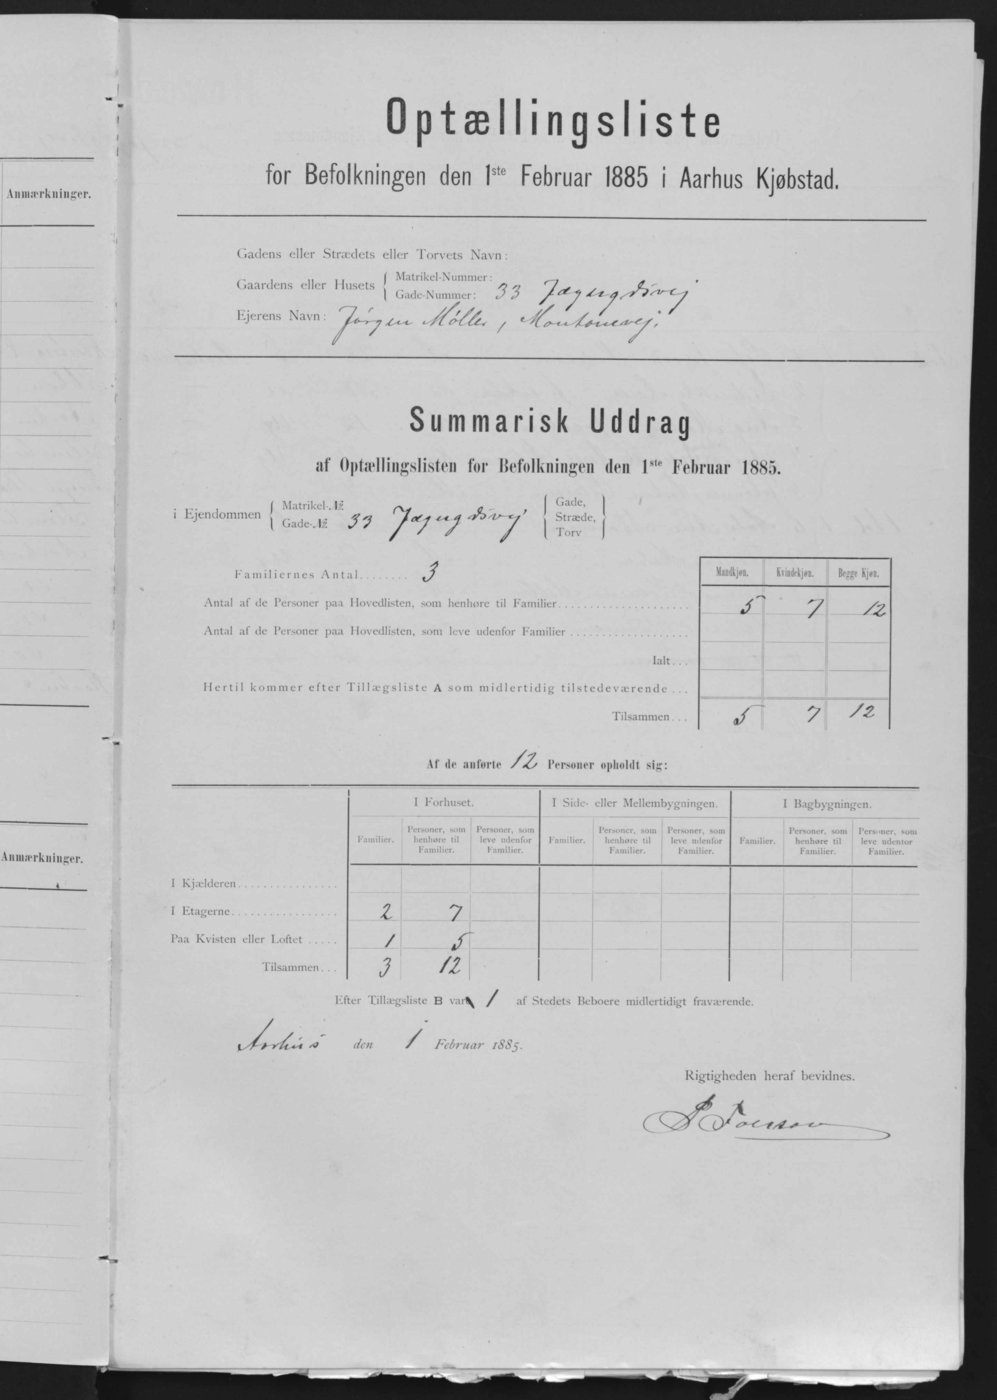 Anmærkninger.
Anmærkninger.
Optællingsliste
for Befolkningen den 1ste Februar 1885 i Aarhus Kjøbstad.
Gadens eller Strædets eller Torvets Navn:
Gaardens eller Husets { Matrikel-Nummer:
Gade-Nummer: 33 Jægergdsvej
Ejerens Navn: Jørgen Møller,
Summarisk Uddrag
af Optællingslisten for Befolkningen den 1ste Februar 1885.
i Ejendommen { Matrikel-№ Gade-№ 33 Jægergdsvej { Gade, Stræde, Torv }
Familiernes Antal........ 3
Mandkjøn. Kvindekjøn. Begge Kjøn.
Antal af de Personer paa Hovedlisten, som henhøre til Familier 5 7 12
Antal af de Personer paa Hovedlisten, som leve udenfor Familier
Ialt...
Hertil kommer efter Tillægsliste A som midlertidig tilstedeværende...
Tilsammen... 5 7 12
Af de anførte 12 Personer opholdt sig:
I Forhuset. I Side- eller Mellembygningen. I Bagbygningen.
Familier. Personer, som henhøre til Familier. Personer, som leve udenfor Familier. Familier. Personer, som henhøre til Familier. Personer, som leve udenfor Familier. Familier. Personer, som henhøre til Familier. Personer, som leve udenfor Familier.
I Kjælderen
I Etagerne 2 7
Paa Kvisten eller Loftet 1 5
Tilsammen... 3 12
Efter Tillægsliste B var 1 af Stedets Beboere midlertidigt fraværende.
Aarhus den 1 Februar 1885.
Rigtigheden heraf bevidnes.